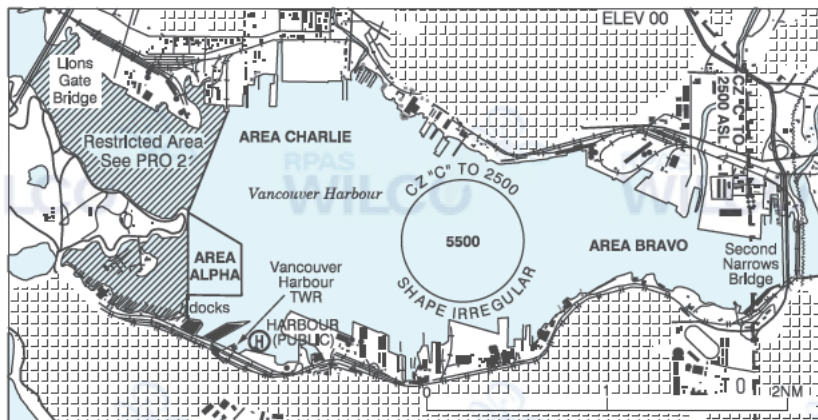 ELEV 00
Lions
Gate
Bridge
CZ "C" TO
2500 ASL
Restricted Area
See PRO 2
AREA CHARLIE
RPAS
WILCO
Vancouver Harbour
CZ "C" TO 2500
5500
SHAPE IRREGULAR
AREA BRAVO
AREA
ALPHA
Second
Narrows
Bridge
Vancouver
Harbour
TWR
docks
H
HARBOUR
(PUBLIC)
0
1
2NM